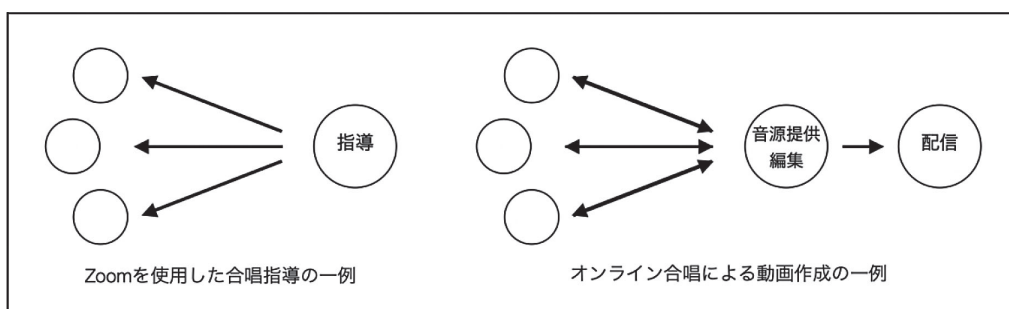 指導
Zoomを使用した合唱指導の一例
音源提供
編集
配信
オンライン合唱による動画作成の一例